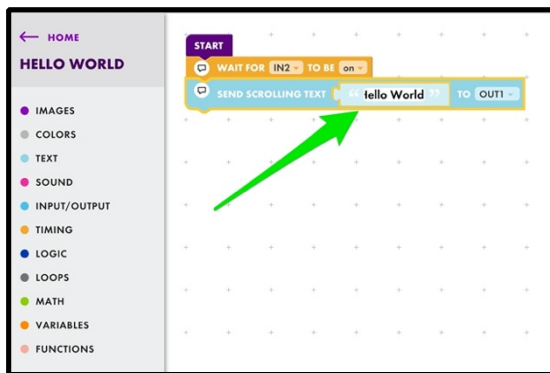 ← HOME
HELLO WORLD
IMAGES
COLORS
TEXT
SOUND
INPUT/OUTPUT
TIMING
LOGIC
LOOPS
MATH
VARIABLES
FUNCTIONS
START
WAIT FOR IN2 TO BE on
SEND SCROLLING TEXT “ Hello World ” TO OUT1